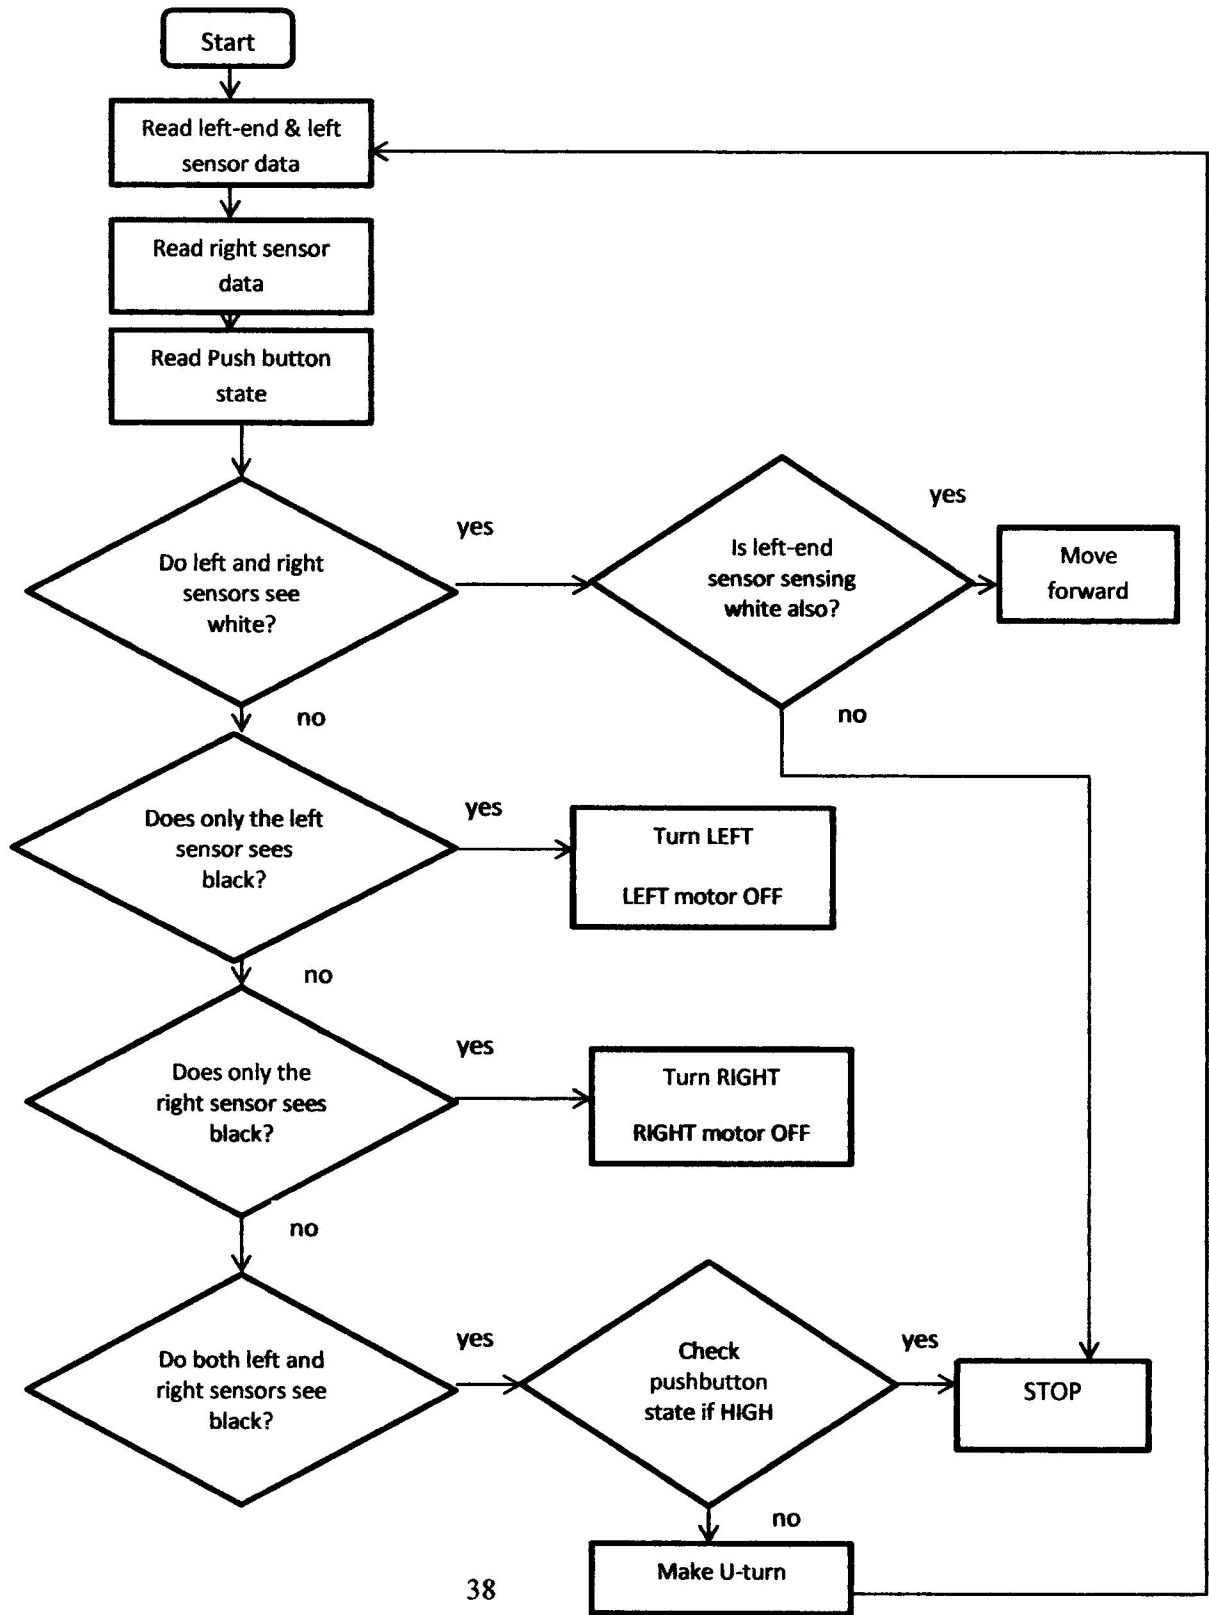 Start
Read left-end & left
sensor data
Read right sensor
data
Read Push button
state
Do left and right
sensors see
white?
yes
Is left-end
sensor sensing
white also?
yes
Move
forward
no
no
Does only the left
sensor sees
black?
yes
Turn LEFT
LEFT motor OFF
no
Does only the
right sensor sees
black?
yes
Turn RIGHT
RIGHT motor OFF
no
Do both left and
right sensors see
black?
yes
Check
pushbutton
state if HIGH
yes
STOP
no
Make U-turn
38